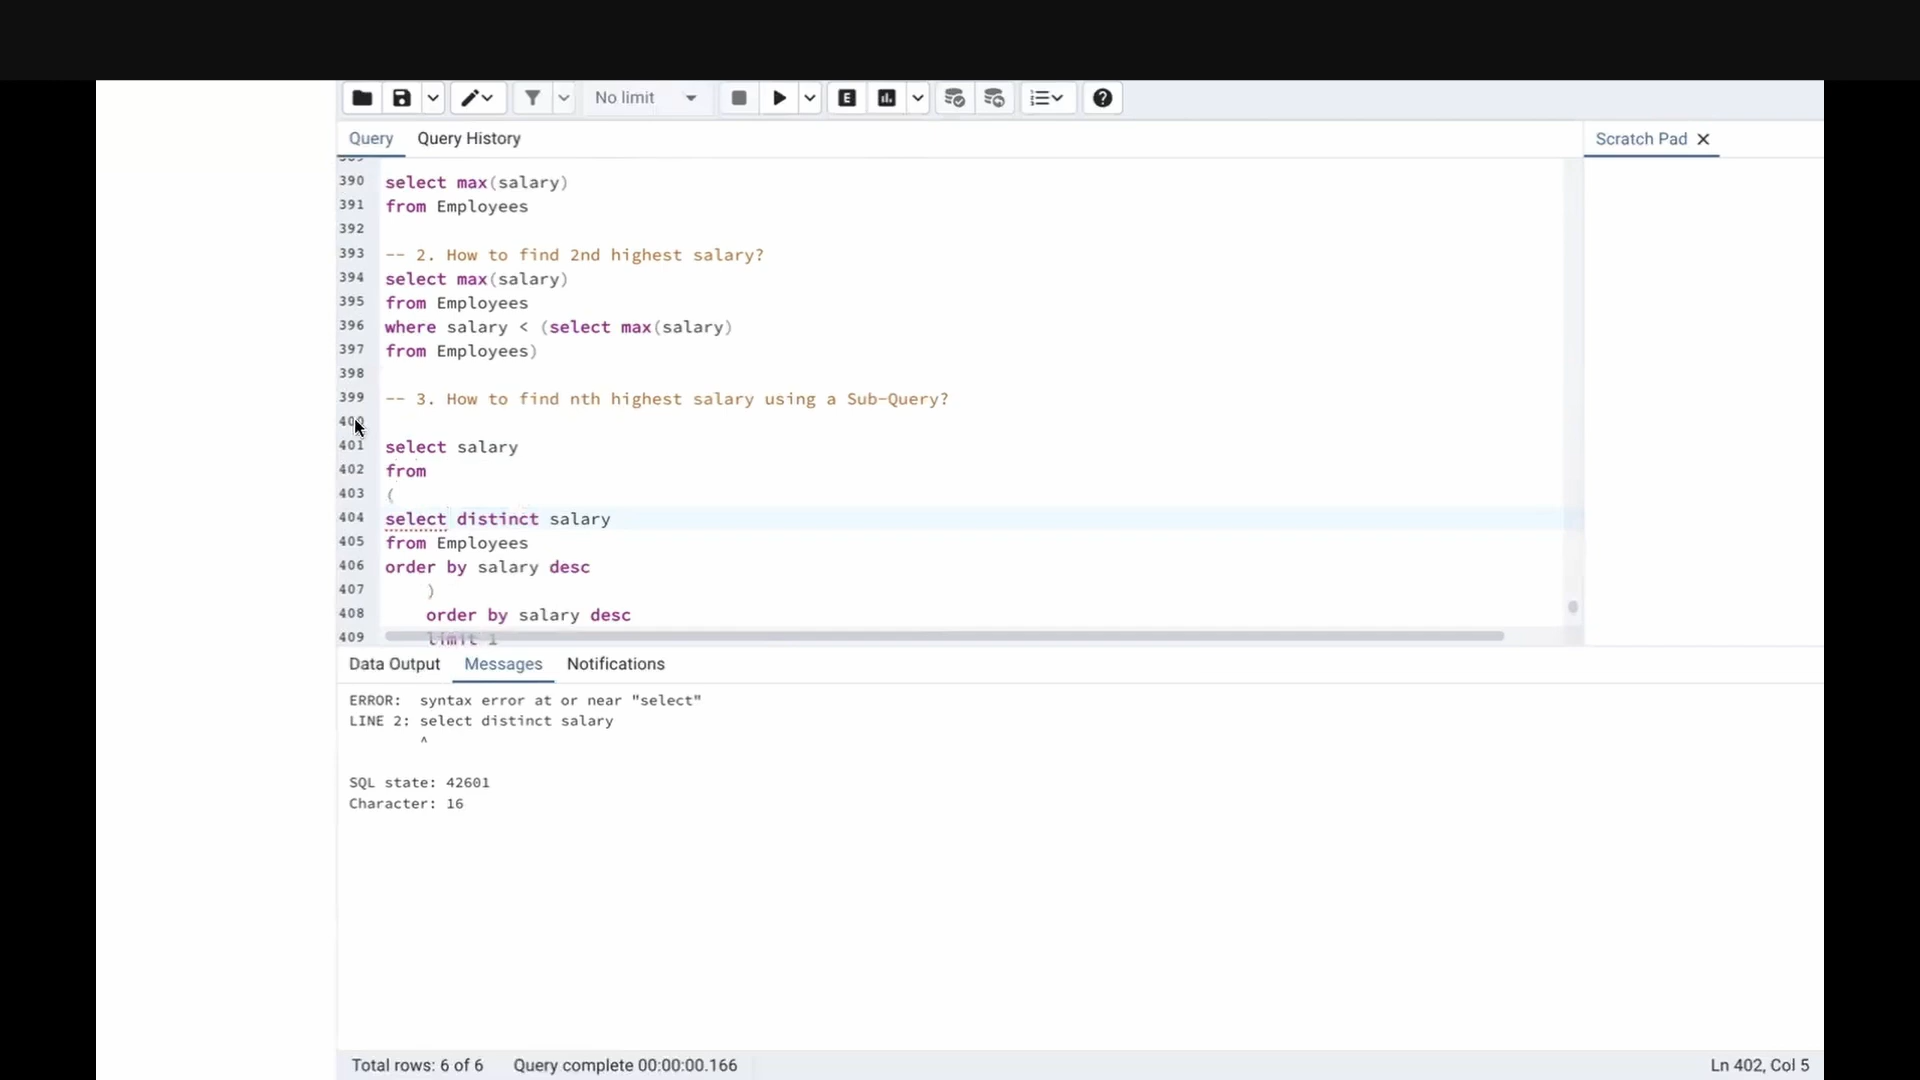 No limit
E
?
Query Query History Scratch Pad
390 select max(salary)
391 from Employees
392
393 -- 2. How to find 2nd highest salary?
394 select max(salary)
395 from Employees
396 where salary < (select max(salary)
397 from Employees)
398
399 -- 3. How to find nth highest salary using a Sub-Query?
400
401 select salary
402 from
403 (
404 select distinct salary
405 from Employees
406 order by salary desc
407 )
408 order by salary desc
409 limit 1
Data Output Messages Notifications
ERROR: syntax error at or near "select"
LINE 2: select distinct salary
^
SQL state: 42601
Character: 16
Total rows: 6 of 6 Query complete 00:00:00.166 Ln 402, Col 5